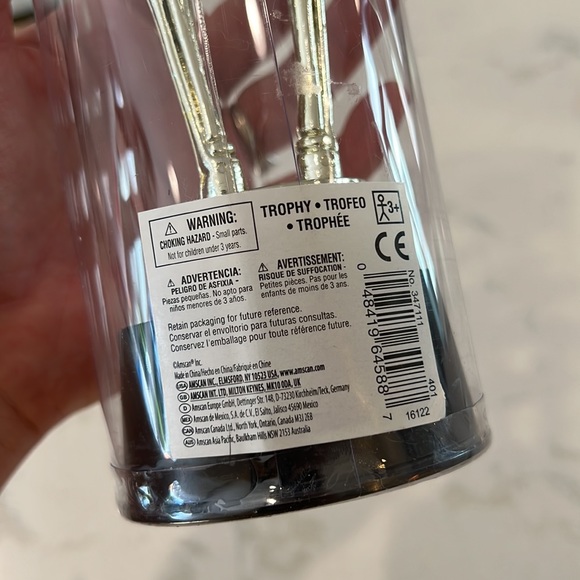 WARNING:
CHOKING HAZARD - Small parts.
Not for children under 3 years.
TROPHY • TROFEO
• TROPHÉE
3+
CE
ADVERTENCIA:
PELIGRO DE ASFIXIA -
Piezas pequeñas. No apto para
niños menores de 3 años.
AVERTISSEMENT:
RISQUE DE SUFFOCATION -
Petites pièces. Pas pour les
enfants de moins de 3 ans.
Retain packaging for future reference.
Conservar el envoltorio para futuras consultas.
Conservez l'emballage pour toute référence future.
©Amscan® Inc.
Made in China/Hecho en China/Fabriqué en Chine
USA AMSCAN INC., ELMSFORD, NY 10523 USA, www.amscan.com
GB AMSCAN INT. LTD, MILTON KEYNES, MK10 0DA, UK
D Amscan Europe GmbH, Dettinger Str. 148, D-73230 Kirchheim/Teck, Germany
MEX Amscan de Mexico, S.A. de C.V. El Salto, Jalisco 45690 Mexico
CAN Amscan Canada Ltd., North York, Ontario, Canada M3J 2E8
AUS Amscan Asia Pacific, Baulkham Hills NSW 2153 Australia
No. 347111
0 48419 64588 7
401
16122